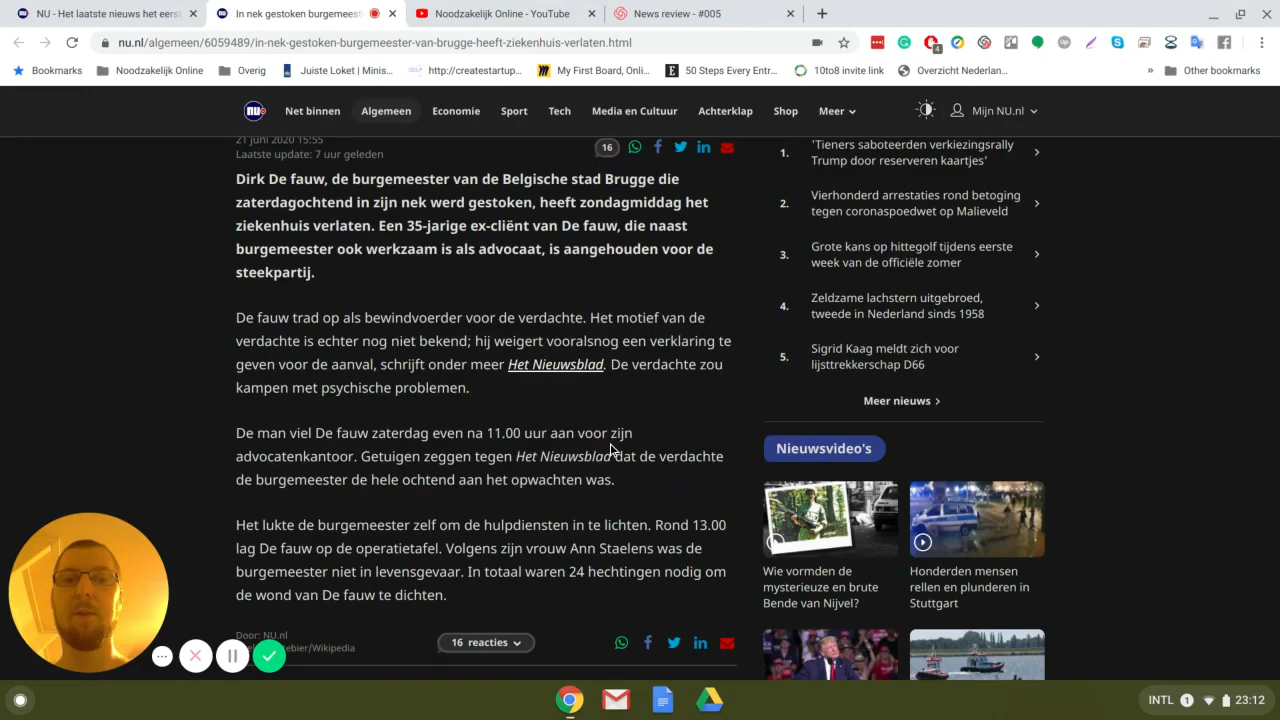 NU - Het laatste nieuws het eerst
In nek gestoken burgemeest
Noodzakelijk Online - YouTube
News review - #005
nu.nl/algemeen/6059489/in-nek-gestoken-burgemeester-van-brugge-heeft-ziekenhuis-verlaten.html
4
Up
Bookmarks
Noodzakelijk Online
Overig
Juiste Loket | Minis...
http://createstartup...
My First Board, Onli...
50 Steps Every Entr...
10to8 invite link
Overzicht Nederlan...
»
Other bookmarks
NU
Net binnen
Algemeen
Economie
Sport
Tech
Media en Cultuur
Achterklap
Shop
Meer
Mijn NU.nl
21 juni 2020 15:55
Laatste update: 7 uur geleden
16
Dirk De fauw, de burgemeester van de Belgische stad Brugge die
zaterdagochtend in zijn nek werd gestoken, heeft zondagmiddag het
ziekenhuis verlaten. Een 35-jarige ex-cliënt van De fauw, die naast
burgemeester ook werkzaam is als advocaat, is aangehouden voor de
steekpartij.
De fauw trad op als bewindvoerder voor de verdachte. Het motief van de
verdachte is echter nog niet bekend; hij weigert vooralsnog een verklaring te
geven voor de aanval, schrijft onder meer Het Nieuwsblad. De verdachte zou
kampen met psychische problemen.
De man viel De fauw zaterdag even na 11.00 uur aan voor zijn
advocatenkantoor. Getuigen zeggen tegen Het Nieuwsblad dat de verdachte
de burgemeester de hele ochtend aan het opwachten was.
Het lukte de burgemeester zelf om de hulpdiensten in te lichten. Rond 13.00
lag De fauw op de operatietafel. Volgens zijn vrouw Ann Staelens was de
burgemeester niet in levensgevaar. In totaal waren 24 hechtingen nodig om
de wond van De fauw te dichten.
Door: NU.nl
ebier/Wikipedia
16 reacties
1.
'Tieners saboteerden verkiezingsrally
Trump door reserveren kaartjes'
2.
Vierhonderd arrestaties rond betoging
tegen coronaspoedwet op Malieveld
3.
Grote kans op hittegolf tijdens eerste
week van de officiële zomer
4.
Zeldzame lachstern uitgebroed,
tweede in Nederland sinds 1958
5.
Sigrid Kaag meldt zich voor
lijsttrekkerschap D66
Meer nieuws
Nieuwsvideo's
Wie vormden de
mysterieuze en brute
Bende van Nijvel?
Honderden mensen
rellen en plunderen in
Stuttgart
INTL
1
23:12